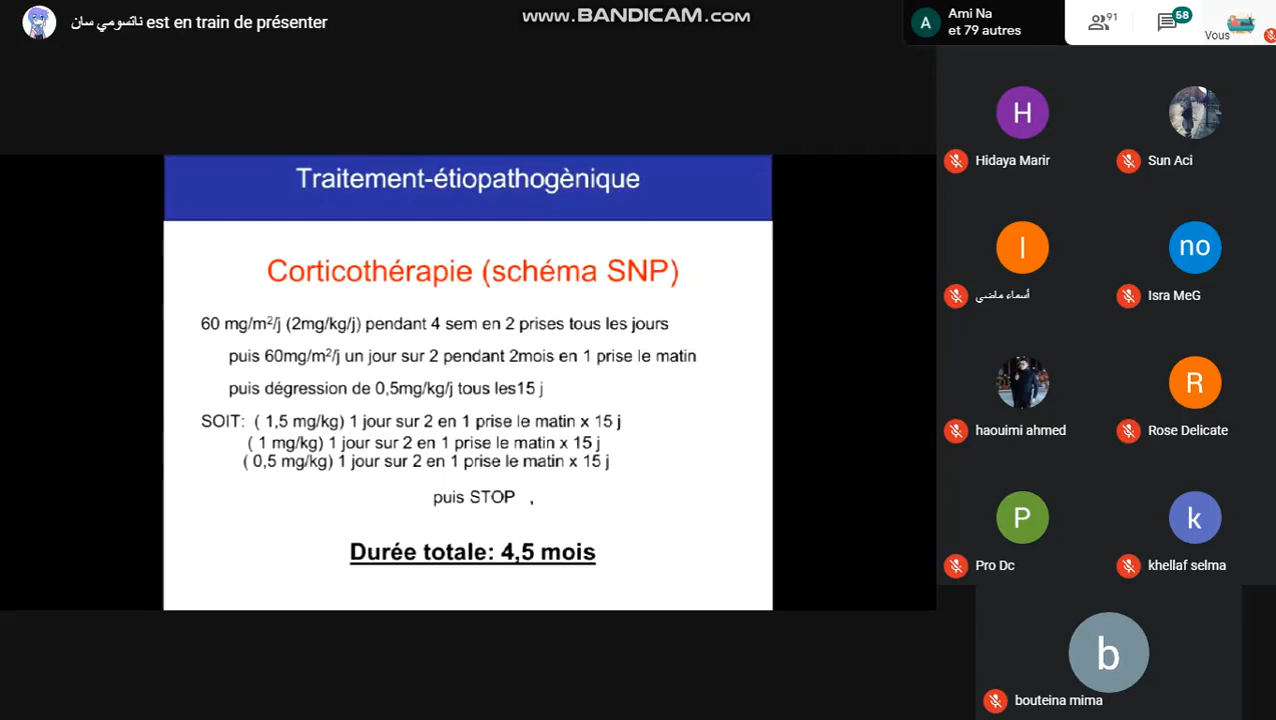 ناتسومي سان est en train de présenter
www.BANDICAM.com
A
Ami Na
et 79 autres
91
58
Vous
Traitement-étiopathogènique
Corticothérapie (schéma SNP)
60 mg/m²/j (2mg/kg/j) pendant 4 sem en 2 prises tous les jours
puis 60mg/m²/j un jour sur 2 pendant 2mois en 1 prise le matin
puis dégression de 0,5mg/kg/j tous les15 j
SOIT: ( 1,5 mg/kg) 1 jour sur 2 en 1 prise le matin x 15 j
( 1 mg/kg) 1 jour sur 2 en 1 prise le matin x 15 j
( 0,5 mg/kg) 1 jour sur 2 en 1 prise le matin x 15 j
puis STOP ,
Durée totale: 4,5 mois
H
Hidaya Marir
Sun Aci
I
أسماء ماضي
no
Isra MeG
haouimi ahmed
R
Rose Delicate
P
Pro Dc
k
khellaf selma
b
bouteina mima